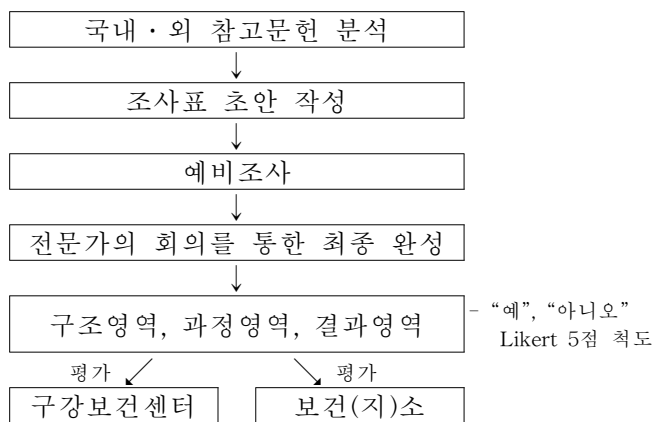 국내·외 참고문헌 분석
조사표 초안 작성
예비조사
전문가의 회의를 통한 최종 완성
구조영역, 과정영역, 결과영역
- “예”, “아니오”
Likert 5점 척도
평가
평가
구강보건센터
보건(지)소